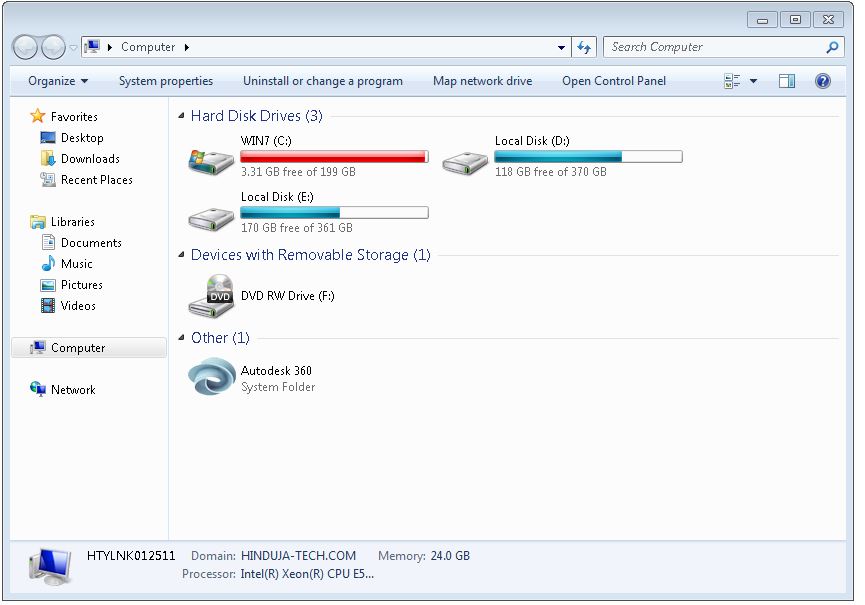 Computer
Search Computer
Organize
System properties
Uninstall or change a program
Map network drive
Open Control Panel
Favorites
Desktop
Downloads
Recent Places
Libraries
Documents
Music
Pictures
Videos
Computer
Network
Hard Disk Drives (3)
WIN7 (C:)
3.31 GB free of 199 GB
Local Disk (D:)
118 GB free of 370 GB
Local Disk (E:)
170 GB free of 361 GB
Devices with Removable Storage (1)
DVD
DVD RW Drive (F:)
Other (1)
Autodesk 360
System Folder
HTYLNK012511 Domain: HINDUJA-TECH.COM Memory: 24.0 GB
Processor: Intel(R) Xeon(R) CPU E5...